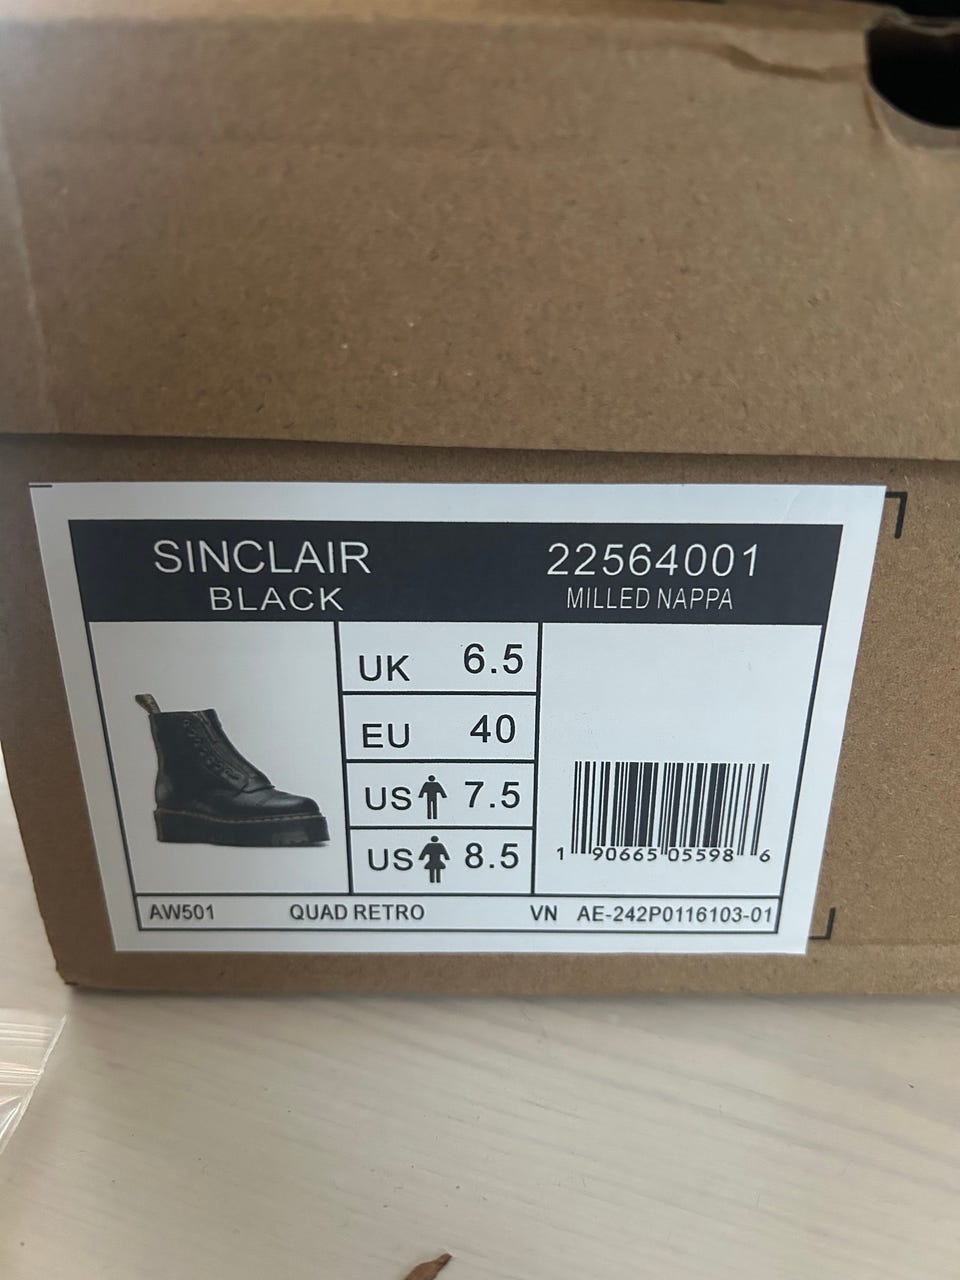 SINCLAIR
BLACK
22564001
MILLED NAPPA
UK 6.5
EU 40
US 7.5
US 8.5
1 90665 05598 6
AW501 QUAD RETRO VN AE-242P0116103-01